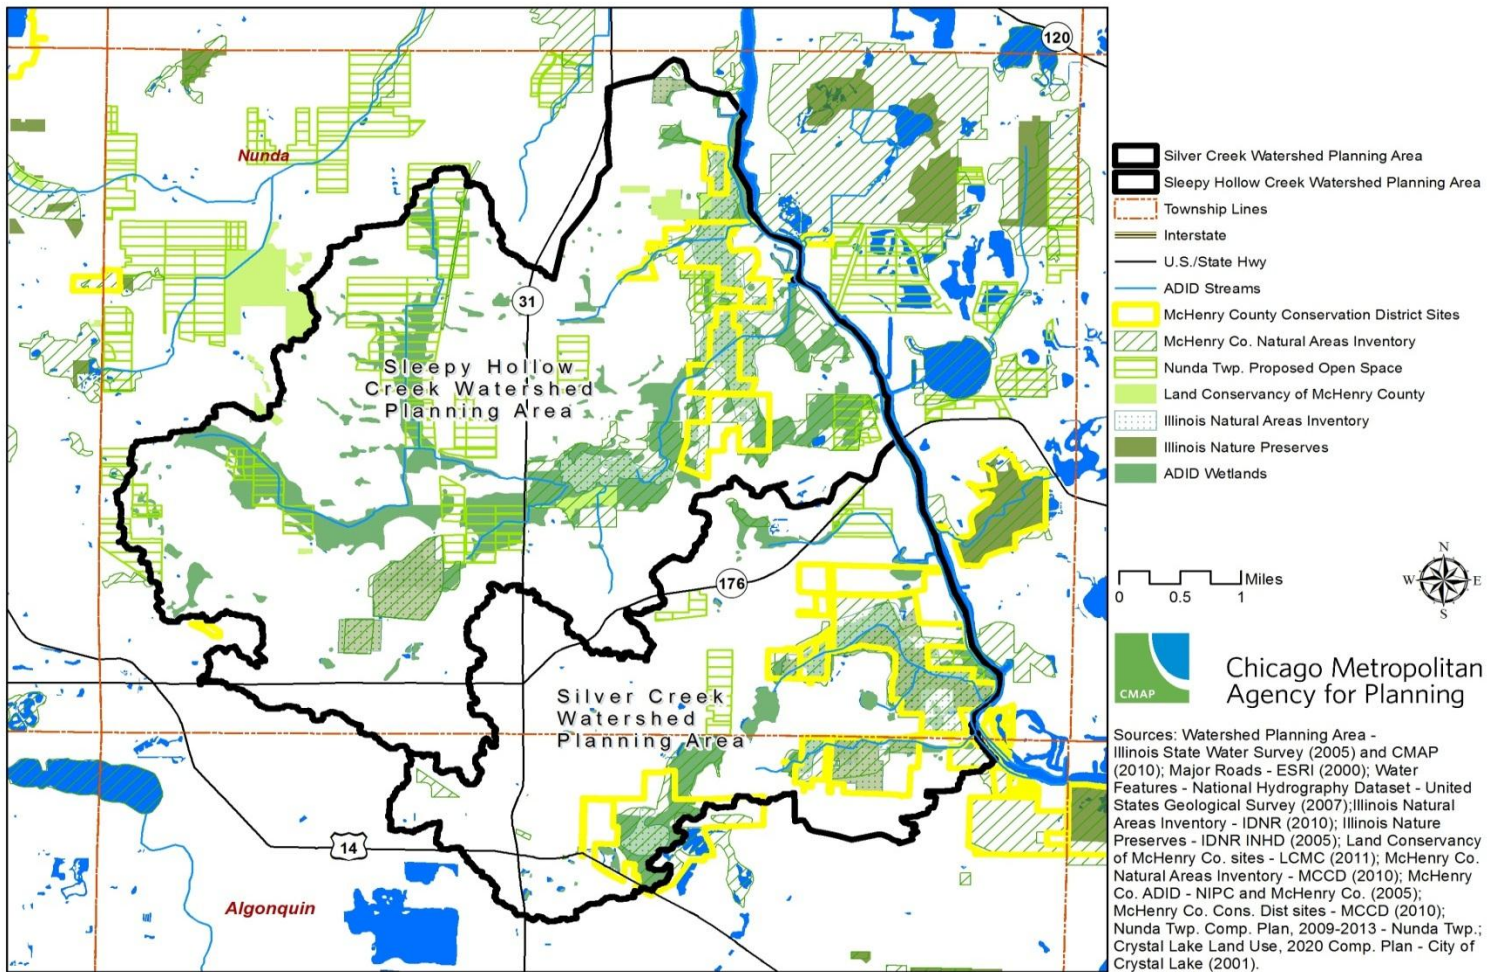 120
Nunda
31
Sleepy Hollow
Creek Watershed
Planning Area
176
Silver Creek
Watershed
Planning Area
14
Algonquin
Silver Creek Watershed Planning Area
Sleepy Hollow Creek Watershed Planning Area
Township Lines
Interstate
U.S./State Hwy
ADID Streams
McHenry County Conservation District Sites
McHenry Co. Natural Areas Inventory
Nunda Twp. Proposed Open Space
Land Conservancy of McHenry County
Illinois Natural Areas Inventory
Illinois Nature Preserves
ADID Wetlands
N
W E
S
Miles
0 0.5 1
CMAP
Chicago Metropolitan
Agency for Planning
Sources: Watershed Planning Area -
Illinois State Water Survey (2005) and CMAP
(2010); Major Roads - ESRI (2000); Water
Features - National Hydrography Dataset - United
States Geological Survey (2007);Illinois Natural
Areas Inventory - IDNR (2010); Illinois Nature
Preserves - IDNR INHD (2005); Land Conservancy
of McHenry Co. sites - LCMC (2011); McHenry Co.
Natural Areas Inventory - MCCD (2010); McHenry
Co. ADID - NIPC and McHenry Co. (2005);
McHenry Co. Cons. Dist sites - MCCD (2010);
Nunda Twp. Comp. Plan, 2009-2013 - Nunda Twp.;
Crystal Lake Land Use, 2020 Comp. Plan - City of
Crystal Lake (2001).